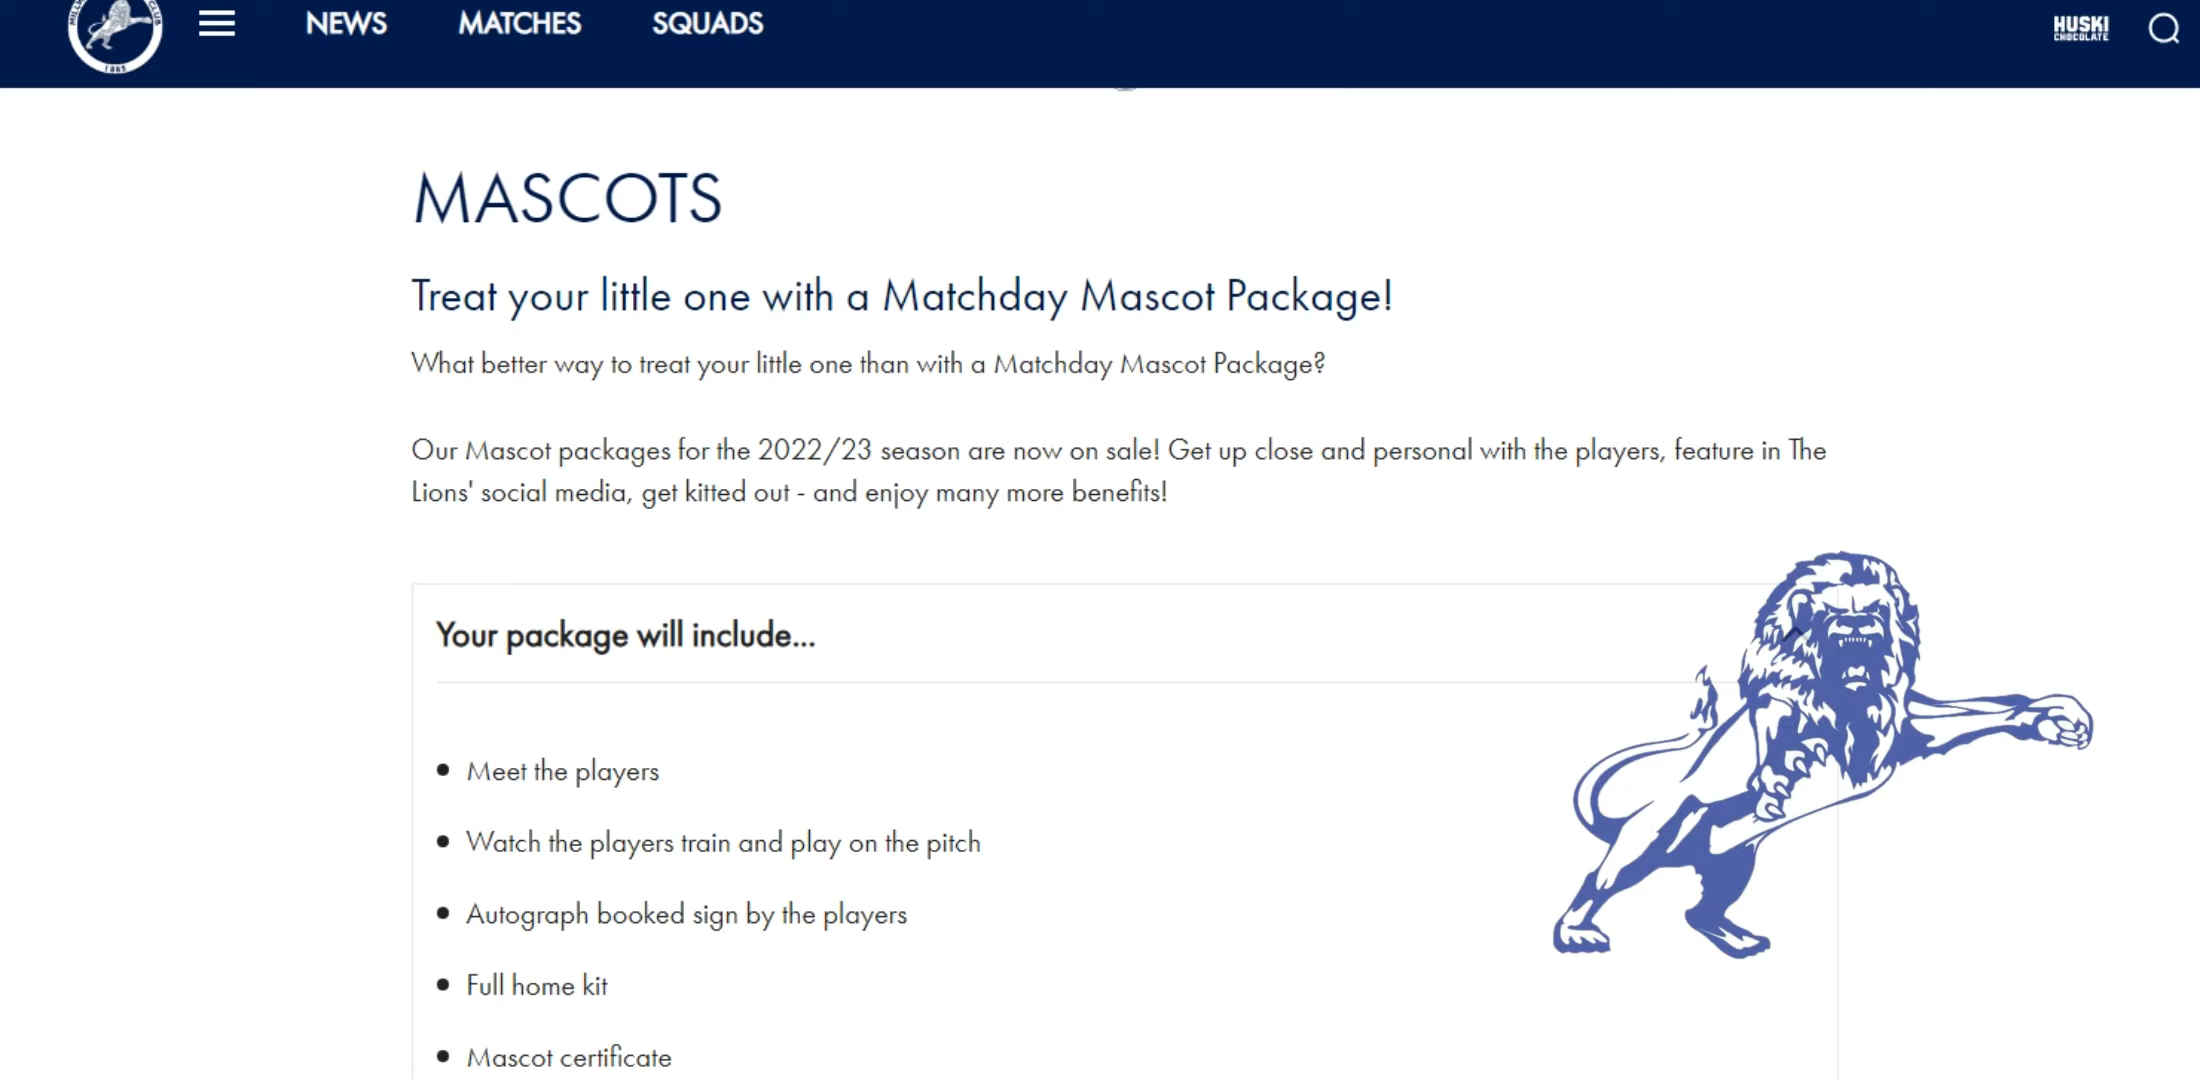 NEWS MATCHES SQUADS
HUSKI
CHOCOLATE
1885
MASCOTS
Treat your little one with a Matchday Mascot Package!
What better way to treat your little one than with a Matchday Mascot Package?
Our Mascot packages for the 2022/23 season are now on sale! Get up close and personal with the players, feature in The
Lions' social media, get kitted out - and enjoy many more benefits!
Your package will include...
Meet the players
Watch the players train and play on the pitch
Autograph booked sign by the players
Full home kit
Mascot certificate